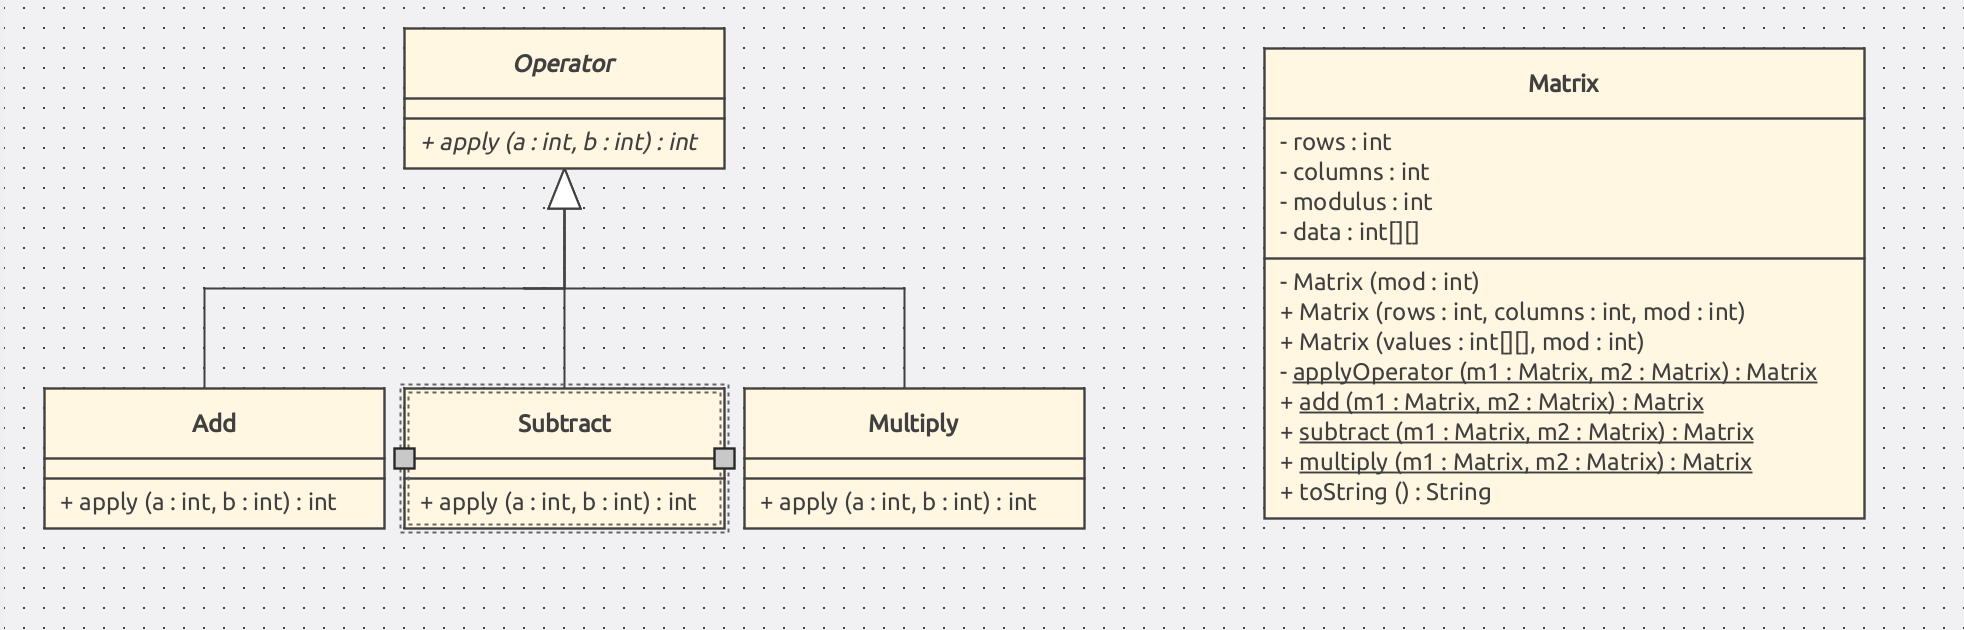 Operator
+ apply (a : int, b : int) : int
Add
+ apply (a : int, b : int) : int
Subtract
+ apply (a : int, b : int) : int
Multiply
+ apply (a : int, b : int) : int
Matrix
- rows : int
- columns : int
- modulus : int
- data : int[][]
- Matrix (mod : int)
+ Matrix (rows : int, columns : int, mod : int)
+ Matrix (values : int[][], mod : int)
- applyOperator (m1 : Matrix, m2 : Matrix) : Matrix
+ add (m1 : Matrix, m2 : Matrix) : Matrix
+ subtract (m1 : Matrix, m2 : Matrix) : Matrix
+ multiply (m1 : Matrix, m2 : Matrix) : Matrix
+ toString () : String